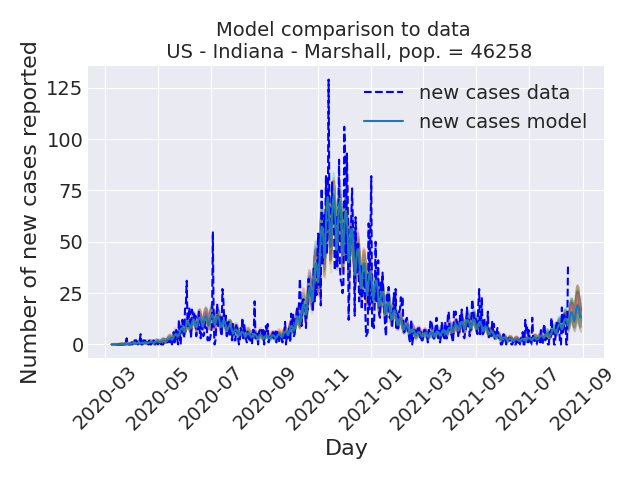 Model comparison to data
US - Indiana - Marshall, pop. = 46258
Number of new cases reported
125
100
75
50
25
0
new cases data
new cases model
2020-03
2020-05
2020-07
2020-09
2020-11
2021-01
2021-03
2021-05
2021-07
2021-09
Day